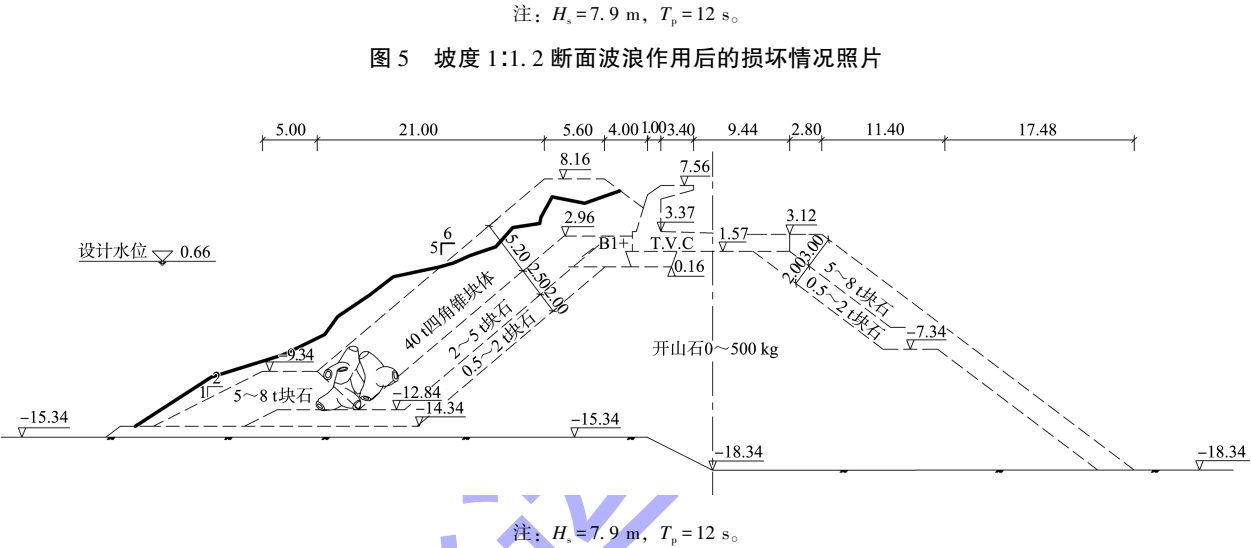 注：Hs=7.9 m，Tp=12 s。
图 5 坡度 1∶1.2 断面波浪作用后的损坏情况照片
5.00 21.00 5.60 4.00 1.00 3.40 9.44 2.80 11.40 17.48
8.16
7.56
6
5
2.96
3.37
3.12
1.57
设计水位 0.66
B1+ T.V.C
0.16
5.20
2.50
2.00
2.00
3.00
40 t四角锥块体
2～5 t块石
0.5～2 t块石
5～8 t块石
0.5～2 t块石
-7.34
开山石0～500 kg
-9.34
2
1
5～8 t块石
-12.84
-14.34
-15.34
-15.34
-18.34
-18.34
注：Hs=7.9 m，Tp=12 s。